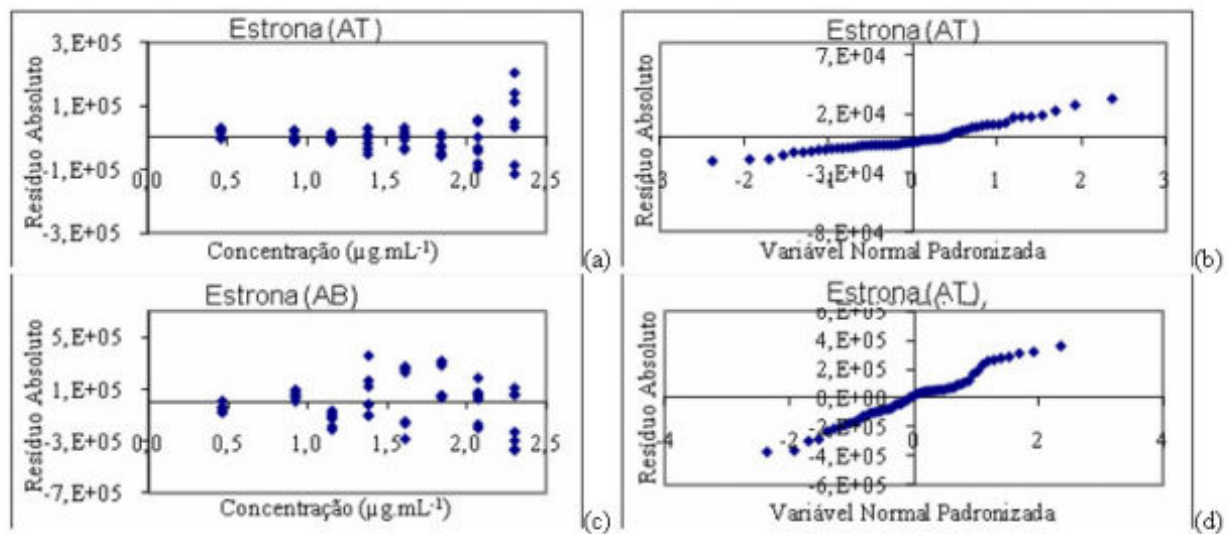 Estrona (AT)
Resíduo Absoluto
3,E+05
1,E+05
-1,E+05
-3,E+05
0,0 0,5 1,0 1,5 2,0 2,5
Concentração (µg.mL-1)
(a)
Estrona (AT)
Resíduo Absoluto
7,E+04
2,E+04
-3,E+04
-8,E+04
-3 -2 -1 0 1 2 3
Variável Normal Padronizada
(b)
Estrona (AB)
Resíduo Absoluto
5,E+05
1,E+05
-3,E+05
-7,E+05
0,0 0,5 1,0 1,5 2,0 2,5
Concentração (µg.mL-1)
(c)
Estrona (AT)
Resíduo Absoluto
6,E+05
4,E+05
2,E+05
0,E+00
-2,E+05
-4,E+05
-6,E+05
-4 -2 0 2 4
Variável Normal Padronizada
(d)